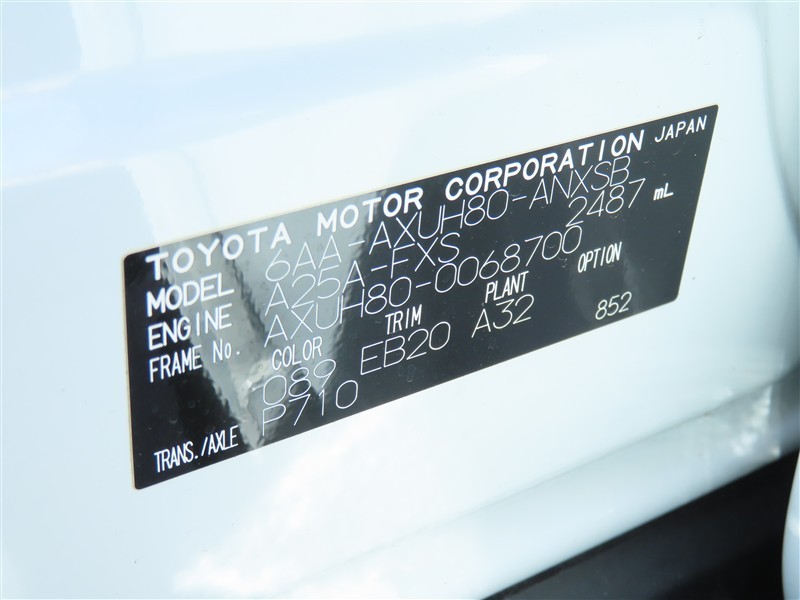 TOYOTA MOTOR CORPORATION JAPAN
MODEL 6AA-AXUH80-ANXSB
ENGINE A25A-FXS 2487 mL
FRAME No. AXUH80-0068700
COLOR TRIM PLANT OPTION
089 EB20 A32 852
TRANS./AXLE P710